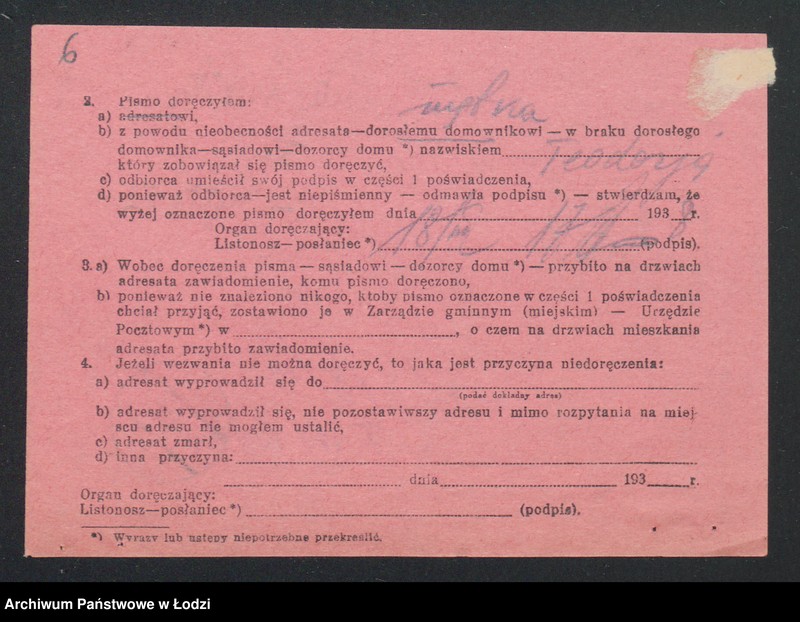 6
2. Pismo doręczyłem:
a) adresatowi,
b) z powodu nieobecności adresata—dorosłemu domownikowi — w braku dorosłego
domownika—sąsiadowi—dozorcy domu *) nazwiskiem
Teodozji
który zobowiązał się pismo doręczyć,
c) odbiorca umieścił swój podpis w części 1 poświadczenia,
d) ponieważ odbiorca—jest niepiśmienny — odmawia podpisu *) — stwierdzam, że
wyżej oznaczone pismo doręczyłem dnia 193 8 r.
Organ doręczający:
Listonosz—posłaniec *) (podpis).
3. a) Wobec doręczenia pisma — sąsiadowi — dozorcy domu *) — przybito na drzwiach
adresata zawiadomienie, komu pismo doręczono,
b) ponieważ nie znaleziono nikogo, ktoby pismo oznaczone w części 1 poświadczenia
chciał przyjąć, zostawiono je w Zarządzie gminnym (miejskim) — Urzędzie
Pocztowym *) w , o czem na drzwiach mieszkania
adresata przybito zawiadomienie.
4. Jeżeli wezwania nie można doręczyć, to jaka jest przyczyna niedoręczenia:
a) adresat wyprowadził się do
(podać dokładny adres)
b) adresat wyprowadził się, nie pozostawiwszy adresu i mimo rozpytania na miej-
scu adresu nie mogłem ustalić,
c) adresat zmarł,
d) inna przyczyna:
dnia 193 r.
Organ doręczający:
Listonosz—posłaniec *) (podpis).
*) Wyrazy lub ustępy niepotrzebne przekreślić.
Archiwum Państwowe w Łodzi